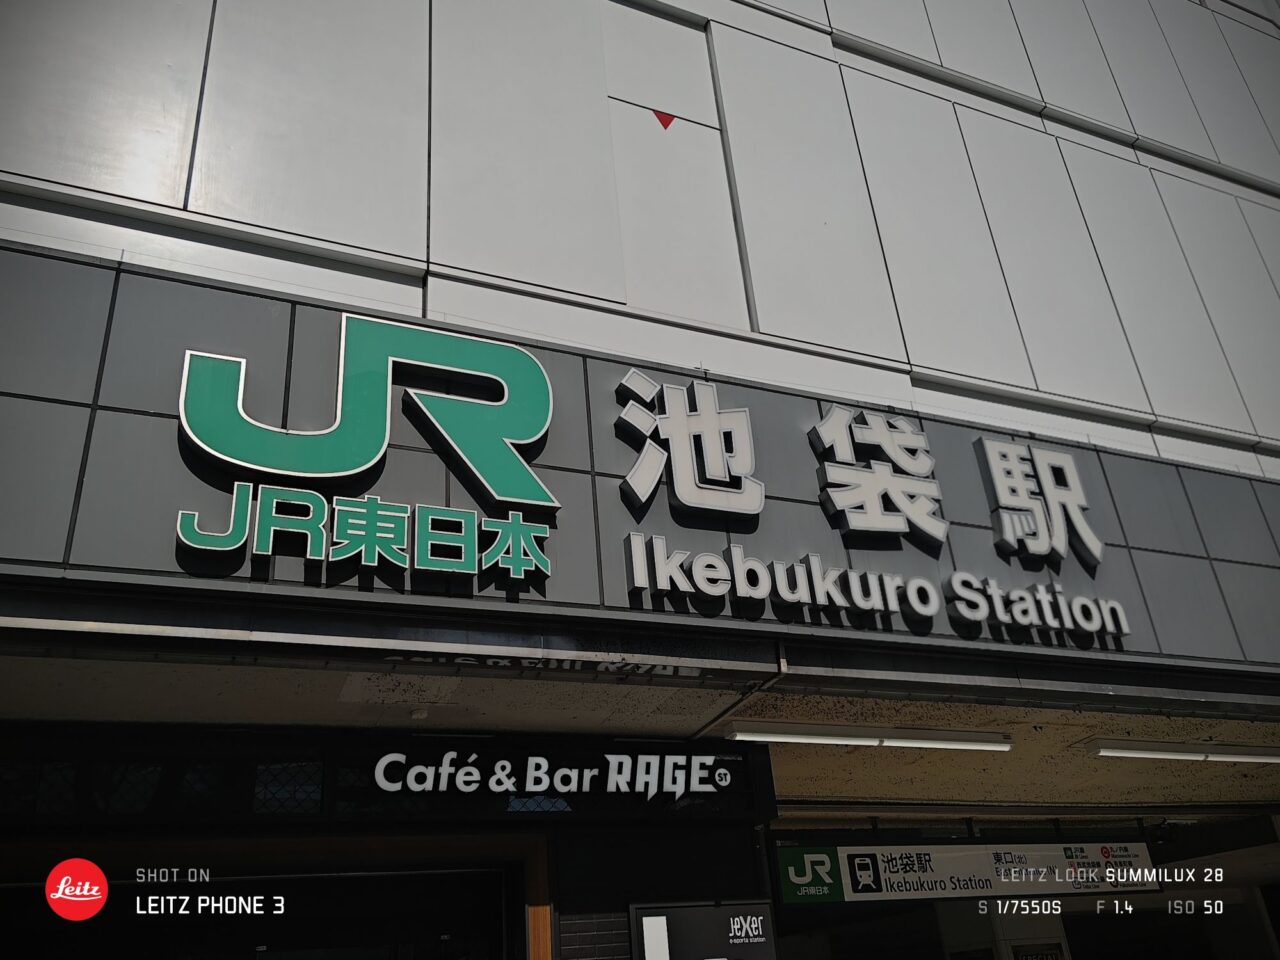 JR
JR東日本
池袋駅
Ikebukuro Station
Café & Bar RAGE ST
JR
JR東日本
池袋駅
Ikebukuro Station
東口(北)
JeXer
e-sports station
Leitz
SHOT ON
LEITZ PHONE 3
LEITZ LOOK SUMMILUX 28
S 1/7550S F 1.4 ISO 50